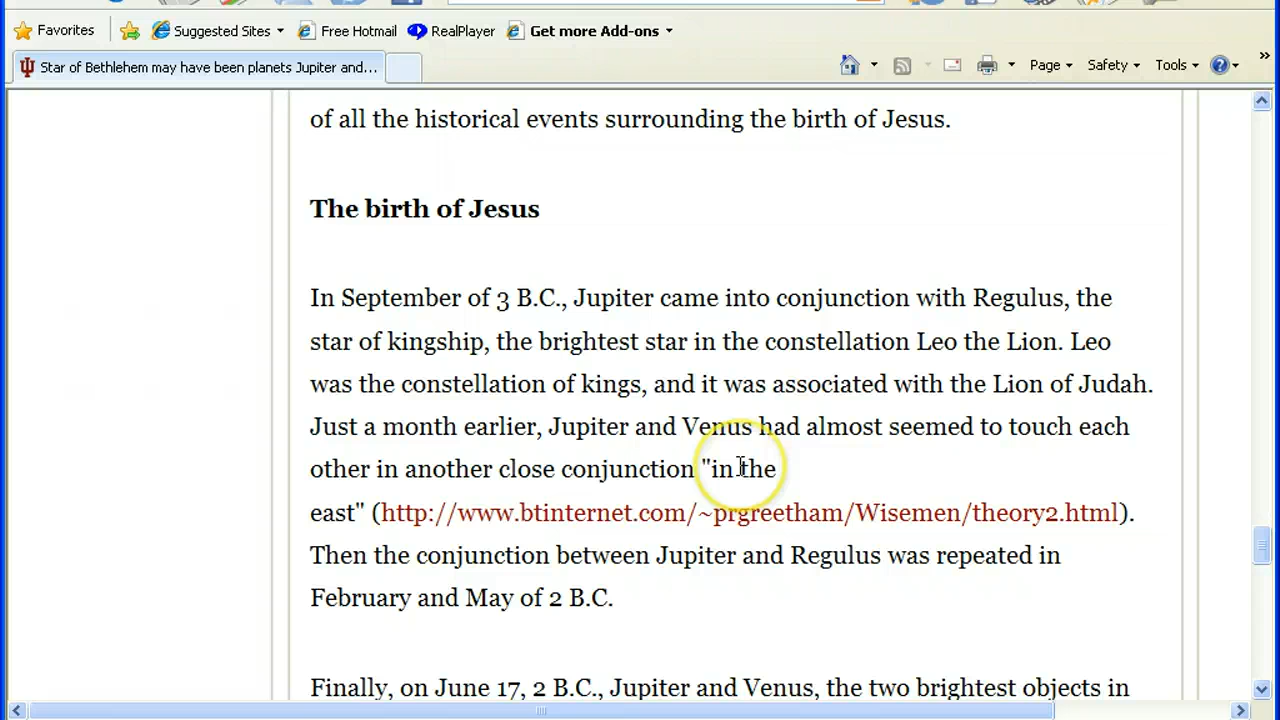 Favorites
Suggested Sites
Free Hotmail
RealPlayer
Get more Add-ons
Star of Bethlehem may have been planets Jupiter and...
Page
Safety
Tools
of all the historical events surrounding the birth of Jesus.
The birth of Jesus
In September of 3 B.C., Jupiter came into conjunction with Regulus, the
star of kingship, the brightest star in the constellation Leo the Lion. Leo
was the constellation of kings, and it was associated with the Lion of Judah.
Just a month earlier, Jupiter and Venus had almost seemed to touch each
other in another close conjunction "in the
east" (http://www.btinternet.com/~prgreetham/Wisemen/theory2.html).
Then the conjunction between Jupiter and Regulus was repeated in
February and May of 2 B.C.
Finally, on June 17, 2 B.C., Jupiter and Venus, the two brightest objects in